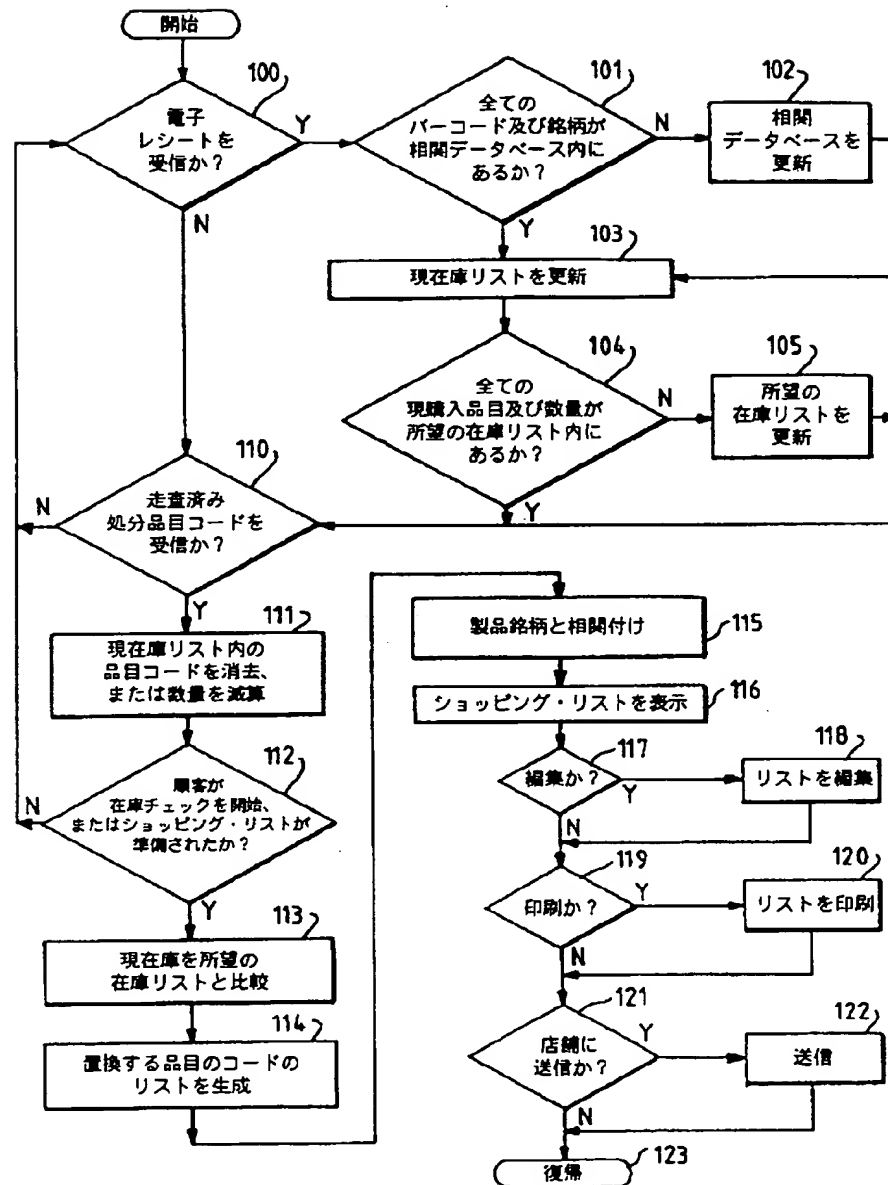 開始
100
電子
レシートを
受信か？
Y
N
101
全ての
バーコード及び銘柄が
相関データベース内に
あるか？
N
Y
102
相関
データベースを
更新
103
現在庫リストを更新
104
全ての
現購入品目及び数量が
所望の在庫リスト内に
あるか？
N
Y
105
所望の
在庫リストを
更新
110
走査済み
処分品目コードを
受信か？
N
Y
111
現在庫リスト内の
品目コードを消去、
または数量を減算
112
顧客が
在庫チェックを開始、
またはショッピング・リストが
準備されたか？
N
Y
113
現在庫を所望の
在庫リストと比較
114
置換する品目のコードの
リストを生成
製品銘柄と相関付け
115
ショッピング・リストを表示
116
117
編集か？
Y
N
118
リストを編集
119
印刷か？
Y
N
120
リストを印刷
121
店舗に
送信か？
Y
N
122
送信
復帰
123